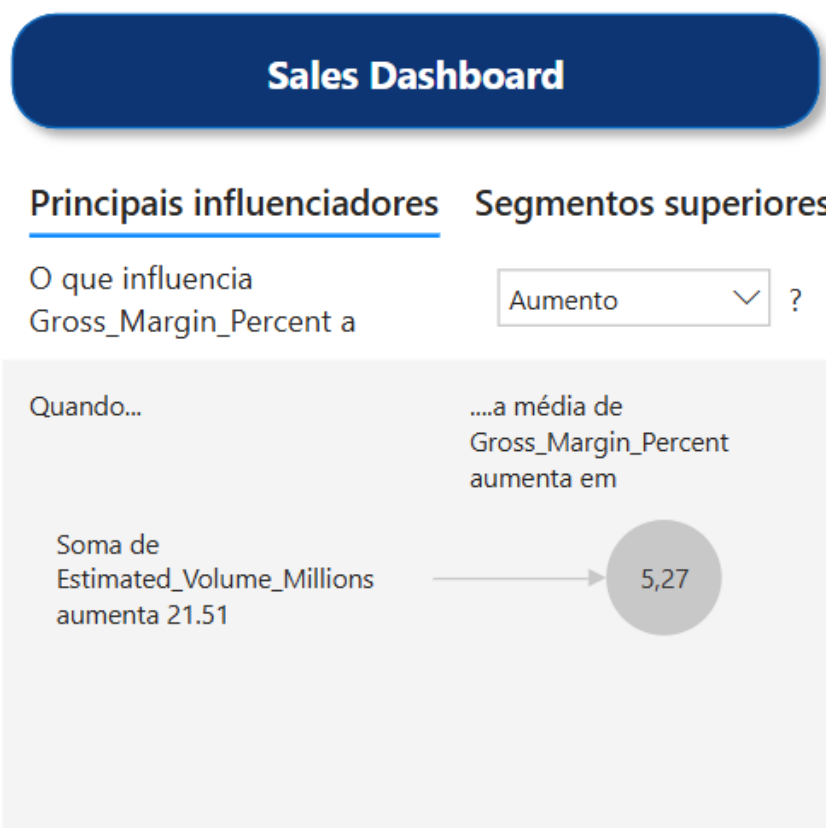 Sales Dashboard
Principais influenciadores
Segmentos superiores
O que influencia
Gross_Margin_Percent a
Aumento
?
Quando...
....a média de
Gross_Margin_Percent
aumenta em
Soma de
Estimated_Volume_Millions
aumenta 21.51
5,27